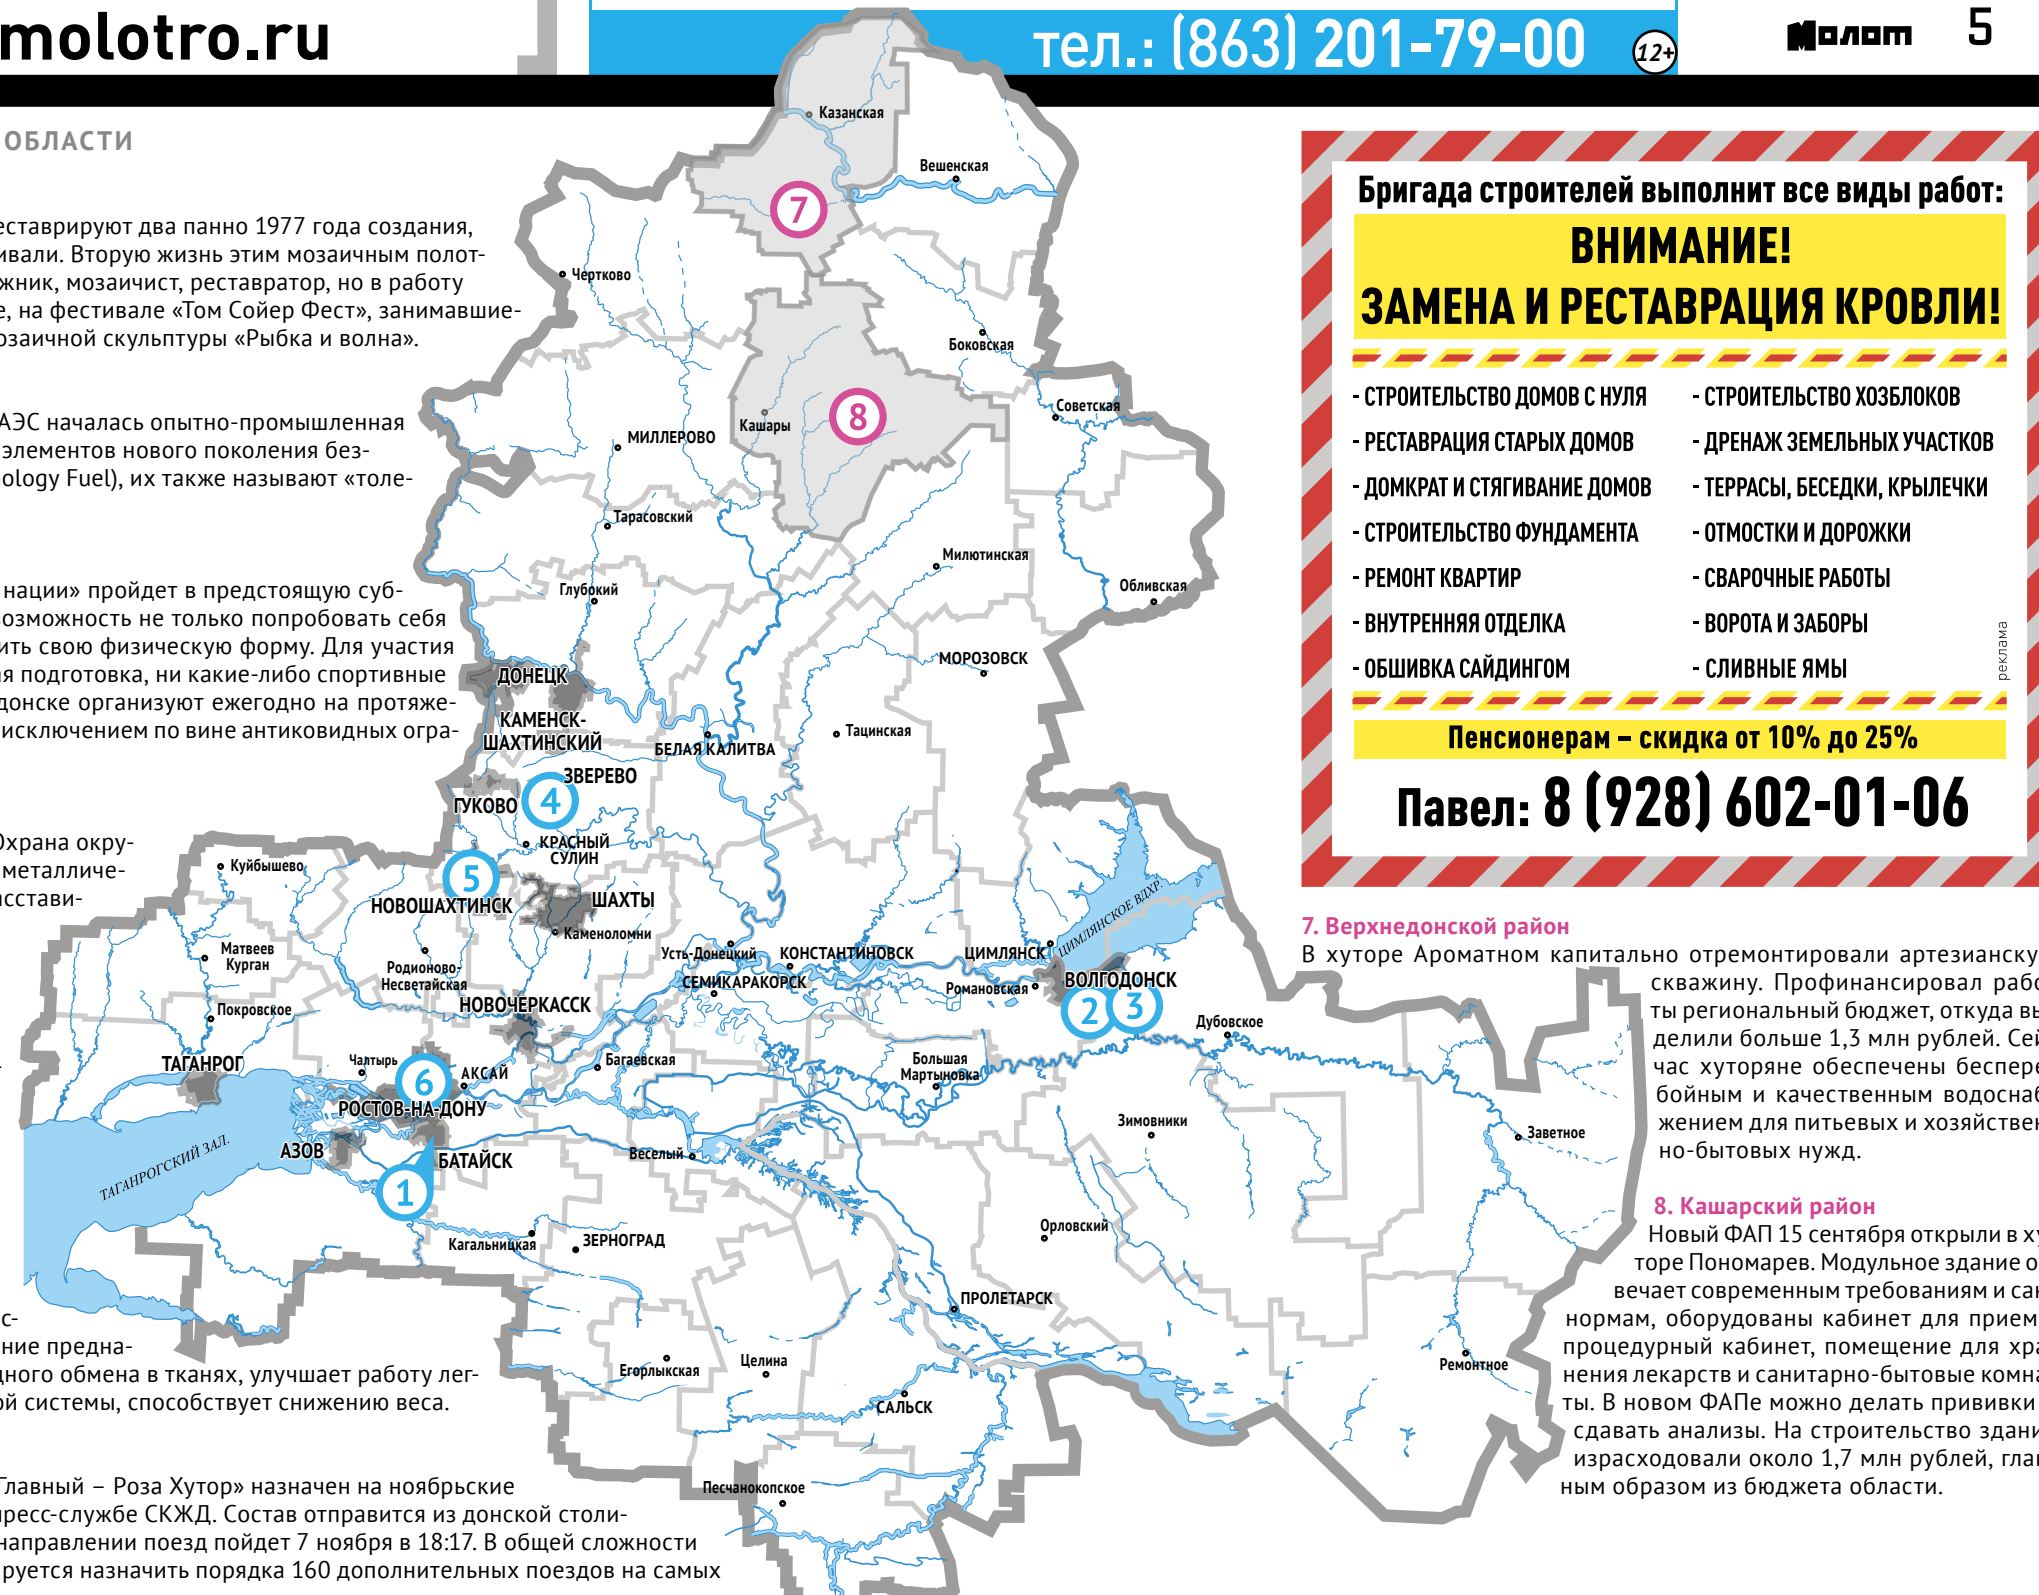 molotro.ru
тел.: (863) 201-79-00
12+
Молот
5
ОБЛАСТИ
еставрируют два панно 1977 года создания,
ивали. Вторую жизнь этим мозаичным полот-
жник, мозаичист, реставратор, но в работу
е, на фестивале «Том Сойер Фест», занимавшие-
озаичной скульптуры «Рыбка и волна».
АЭС началась опытно-промышленная
элементов нового поколения без-
ology Fuel), их также называют «толе-
нации» пройдет в предстоящую суб-
возможность не только попробовать себя
ить свою физическую форму. Для участия
ая подготовка, ни какие-либо спортивные
донске организуют ежегодно на протяже-
исключением по вине антиковидных огра-
Охрана окру-
металличе-
асстави-
с-
ние предна-
дного обмена в тканях, улучшает работу лег-
ой системы, способствует снижению веса.
Главный – Роза Хутор» назначен на ноябрьские
пресс-службе СКЖД. Состав отправится из донской столи-
направлении поезд пойдет 7 ноября в 18:17. В общей сложности
руется назначить порядка 160 дополнительных поездов на самых
Казанская
Вешенская
7
Чертково
Боковская
Советская
8
Кашары
МИЛЛЕРОВО
Тарасовский
Милютинская
Обливская
Глубокий
МОРОЗОВСК
ДОНЕЦК
КАМЕНСК-
ШАХТИНСКИЙ
БЕЛАЯ КАЛИТВА
Тацинская
ЗВЕРЕВО
4
ГУКОВО
КРАСНЫЙ
СУЛИН
Куйбышево
5
НОВОШАХТИНСК
ШАХТЫ
Каменоломни
Матвеев
Курган
Родионово-
Несветайская
Усть-Донецкий
КОНСТАНТИНОВСК
ЦИМЛЯНСК
ЦИМЛЯНСКОЕ ВДХР.
СЕМИКАРАКОРСК
Романовская
ВОЛГОДОНСК
2
3
Покровское
НОВОЧЕРКАССК
Дубовское
ТАГАНРОГ
Чалтырь
6
АКСАЙ
Багаевская
Большая
Мартыновка
РОСТОВ-НА-ДОНУ
Зимовники
Заветное
ТАГАНРОГСКИЙ ЗАЛ.
АЗОВ
БАТАЙСК
Веселый
1
Кагальницкая
ЗЕРНОГРАД
Орловский
ПРОЛЕТАРСК
Егорлыкская
Целина
Ремонтное
САЛЬСК
Песчанокопское
Бригада строителей выполнит все виды работ:
ВНИМАНИЕ!
ЗАМЕНА И РЕСТАВРАЦИЯ КРОВЛИ!
- СТРОИТЕЛЬСТВО ДОМОВ С НУЛЯ
- РЕСТАВРАЦИЯ СТАРЫХ ДОМОВ
- ДОМКРАТ И СТЯГИВАНИЕ ДОМОВ
- СТРОИТЕЛЬСТВО ФУНДАМЕНТА
- РЕМОНТ КВАРТИР
- ВНУТРЕННЯЯ ОТДЕЛКА
- ОБШИВКА САЙДИНГОМ
- СТРОИТЕЛЬСТВО ХОЗБЛОКОВ
- ДРЕНАЖ ЗЕМЕЛЬНЫХ УЧАСТКОВ
- ТЕРРАСЫ, БЕСЕДКИ, КРЫЛЕЧКИ
- ОТМОСТКИ И ДОРОЖКИ
- СВАРОЧНЫЕ РАБОТЫ
- ВОРОТА И ЗАБОРЫ
- СЛИВНЫЕ ЯМЫ
реклама
Пенсионерам – скидка от 10% до 25%
Павел: 8 (928) 602-01-06
7. Верхнедонской район
В хуторе Ароматном капитально отремонтировали артезианску
скважину. Профинансировал рабо
ты региональный бюджет, откуда вы
делили больше 1,3 млн рублей. Сей
час хуторяне обеспечены беспере
бойным и качественным водоснаб
жением для питьевых и хозяйствен
но-бытовых нужд.
8. Кашарский район
Новый ФАП 15 сентября открыли в ху
торе Пономарев. Модульное здание о
вечает современным требованиям и сан
нормам, оборудованы кабинет для прием
процедурный кабинет, помещение для хра
нения лекарств и санитарно-бытовые комна
ты. В новом ФАПе можно делать прививки
сдавать анализы. На строительство здани
израсходовали около 1,7 млн рублей, глав
ным образом из бюджета области.